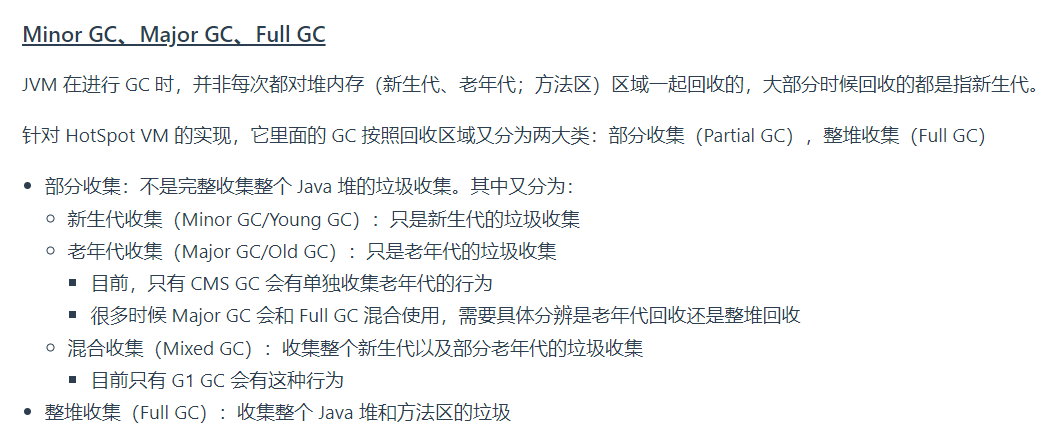 Minor GC、Major GC、Full GC
JVM 在进行 GC 时，并非每次都对堆内存（新生代、老年代；方法区）区域一起回收的，大部分时候回收的都是指新生代。
针对 HotSpot VM 的实现，它里面的 GC 按照回收区域又分为两大类：部分收集（Partial GC），整堆收集（Full GC）
部分收集：不是完整收集整个 Java 堆的垃圾收集。其中又分为：
新生代收集（Minor GC/Young GC）：只是新生代的垃圾收集
老年代收集（Major GC/Old GC）：只是老年代的垃圾收集
目前，只有 CMS GC 会有单独收集老年代的行为
很多时候 Major GC 会和 Full GC 混合使用，需要具体分辨是老年代回收还是整堆回收
混合收集（Mixed GC）：收集整个新生代以及部分老年代的垃圾收集
目前只有 G1 GC 会有这种行为
整堆收集（Full GC）：收集整个 Java 堆和方法区的垃圾